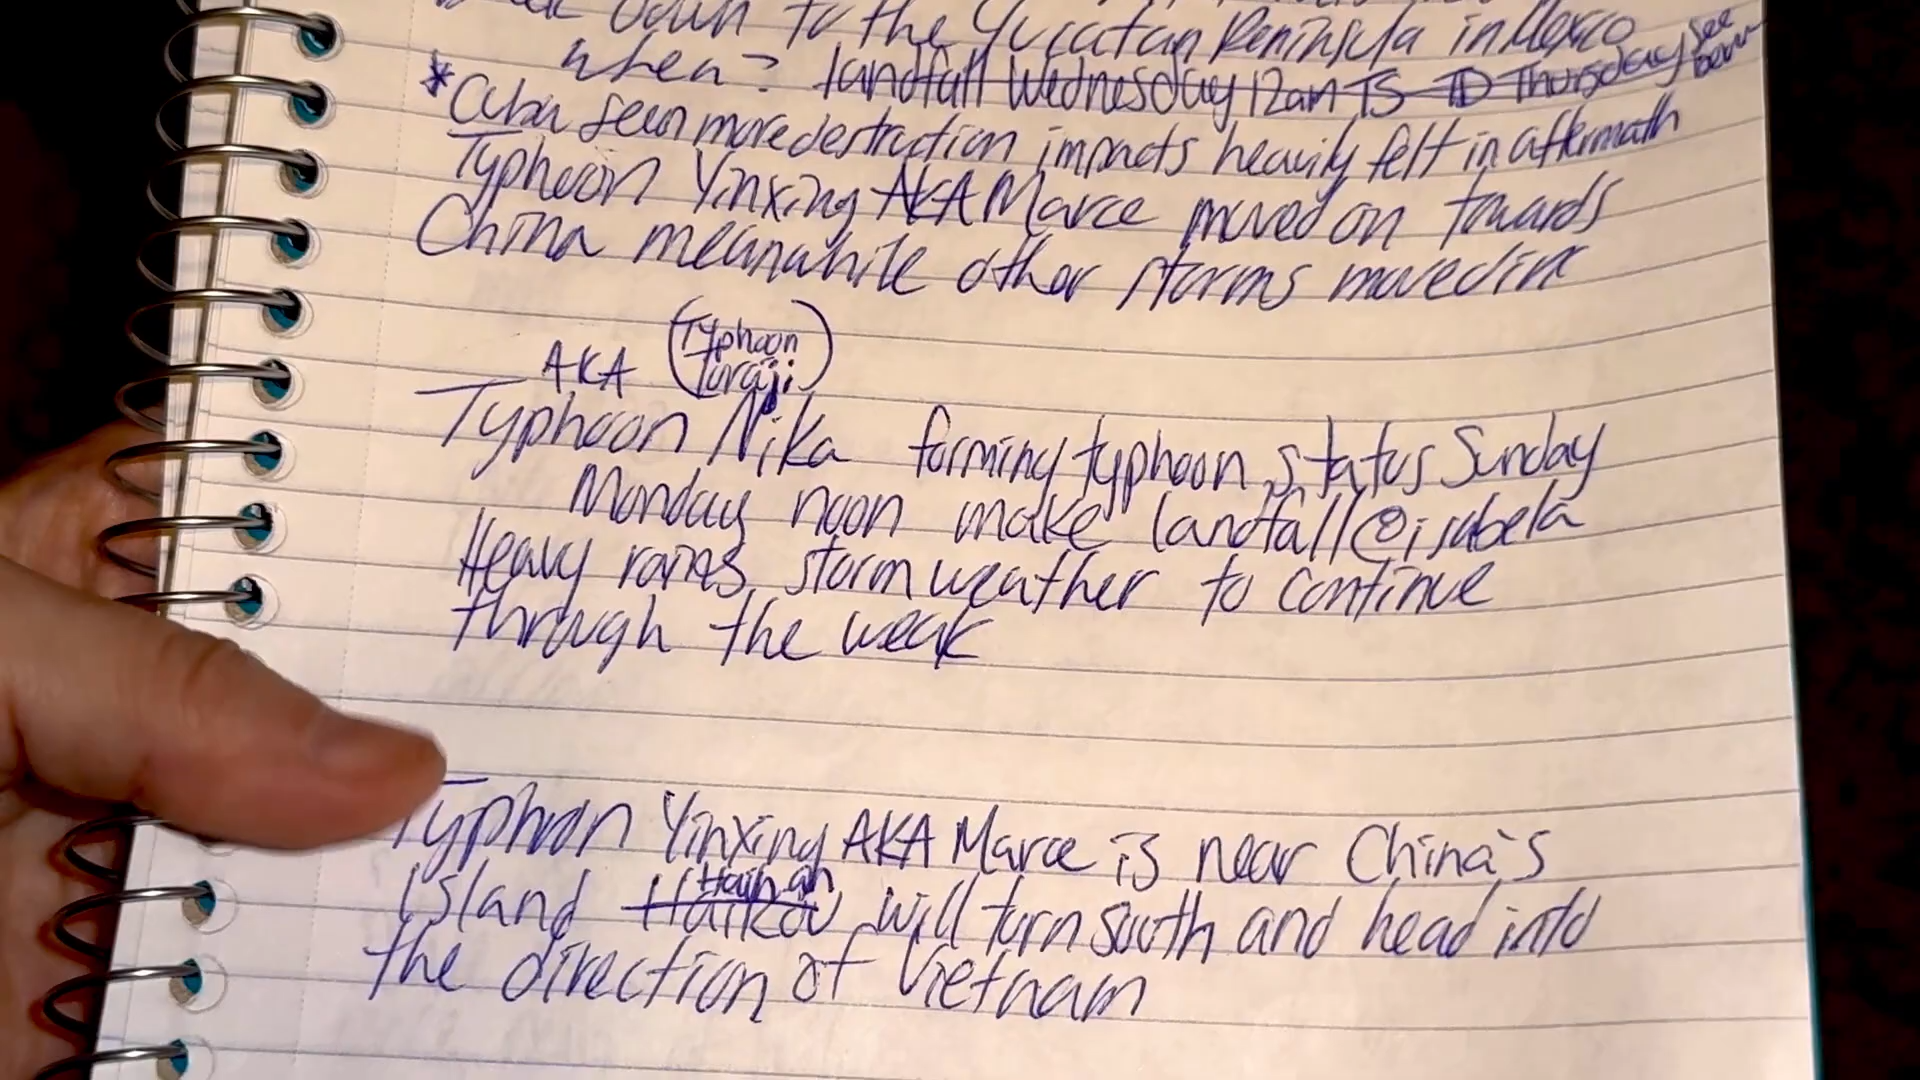 down to the Yucatan Peninsula in Mexico
when? landfall Wednesday 12am TS TD Thursday see
* Cuba seen more destruction impacts heavily felt in aftermath
Typhoon Yinxing AKA Marce moved on towards
China meanwhile other storms moved in
AKA (Typhoon
Toraji)
Typhoon Nika forming typhoon status Sunday
Monday noon make landfall @ isabela
Heavy rains storm weather to continue
through the weak
Typhoon Yinxing AKA Marce is near China's
Hainan
island Haikou will turn south and head into
the direction of Vietnam